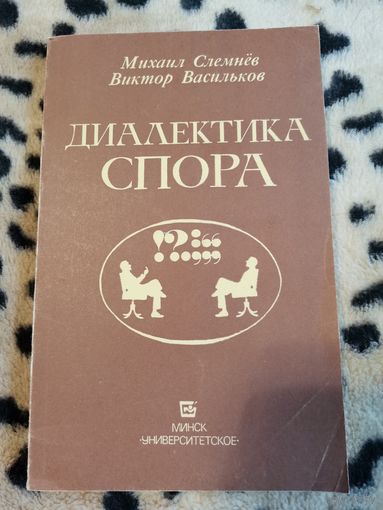 Михаил Слемнёв
Виктор Васильков
ДИАЛЕКТИКА
СПОРА
!?:;,,,,,,
МИНСК
«УНИВЕРСИТЕТСКОЕ»